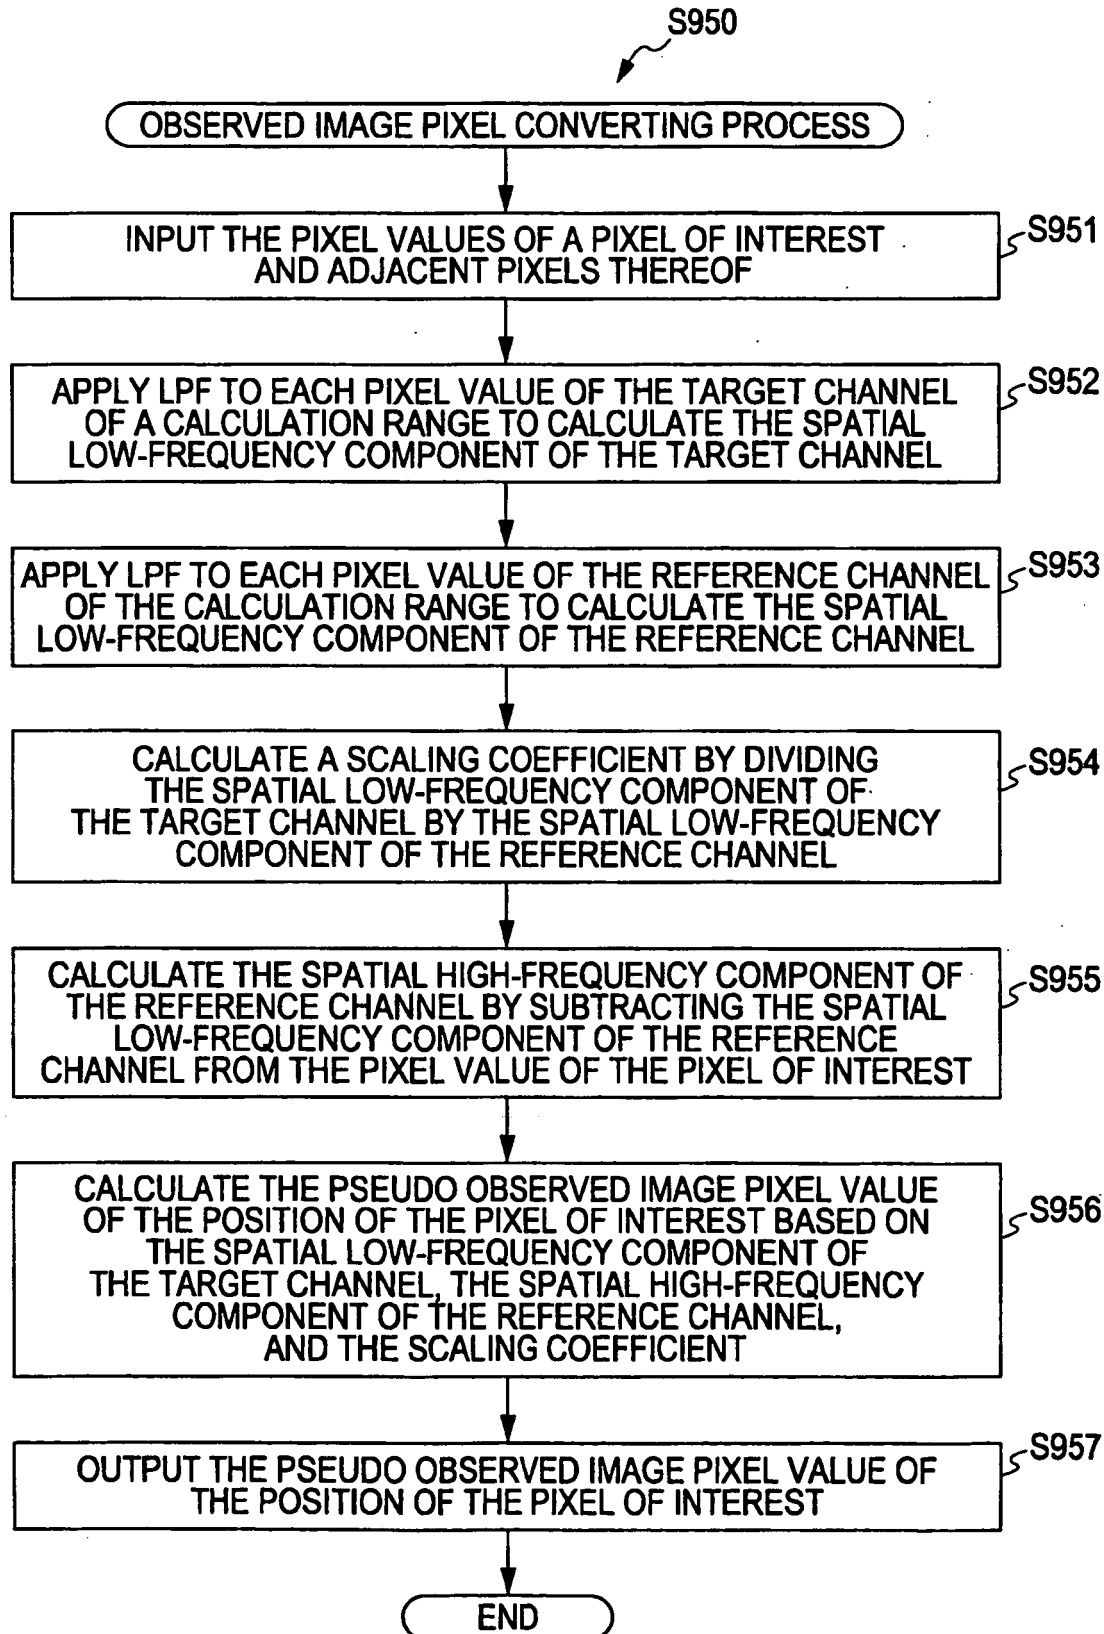 S950
OBSERVED IMAGE PIXEL CONVERTING PROCESS
INPUT THE PIXEL VALUES OF A PIXEL OF INTEREST
AND ADJACENT PIXELS THEREOF
S951
APPLY LPF TO EACH PIXEL VALUE OF THE TARGET CHANNEL
OF A CALCULATION RANGE TO CALCULATE THE SPATIAL
LOW-FREQUENCY COMPONENT OF THE TARGET CHANNEL
S952
APPLY LPF TO EACH PIXEL VALUE OF THE REFERENCE CHANNEL
OF THE CALCULATION RANGE TO CALCULATE THE SPATIAL
LOW-FREQUENCY COMPONENT OF THE REFERENCE CHANNEL
S953
CALCULATE A SCALING COEFFICIENT BY DIVIDING
THE SPATIAL LOW-FREQUENCY COMPONENT OF
THE TARGET CHANNEL BY THE SPATIAL LOW-FREQUENCY
COMPONENT OF THE REFERENCE CHANNEL
S954
CALCULATE THE SPATIAL HIGH-FREQUENCY COMPONENT OF
THE REFERENCE CHANNEL BY SUBTRACTING THE SPATIAL
LOW-FREQUENCY COMPONENT OF THE REFERENCE
CHANNEL FROM THE PIXEL VALUE OF THE PIXEL OF INTEREST
S955
CALCULATE THE PSEUDO OBSERVED IMAGE PIXEL VALUE
OF THE POSITION OF THE PIXEL OF INTEREST BASED ON
THE SPATIAL LOW-FREQUENCY COMPONENT OF
THE TARGET CHANNEL, THE SPATIAL HIGH-FREQUENCY
COMPONENT OF THE REFERENCE CHANNEL,
AND THE SCALING COEFFICIENT
S956
OUTPUT THE PSEUDO OBSERVED IMAGE PIXEL VALUE OF
THE POSITION OF THE PIXEL OF INTEREST
S957
END